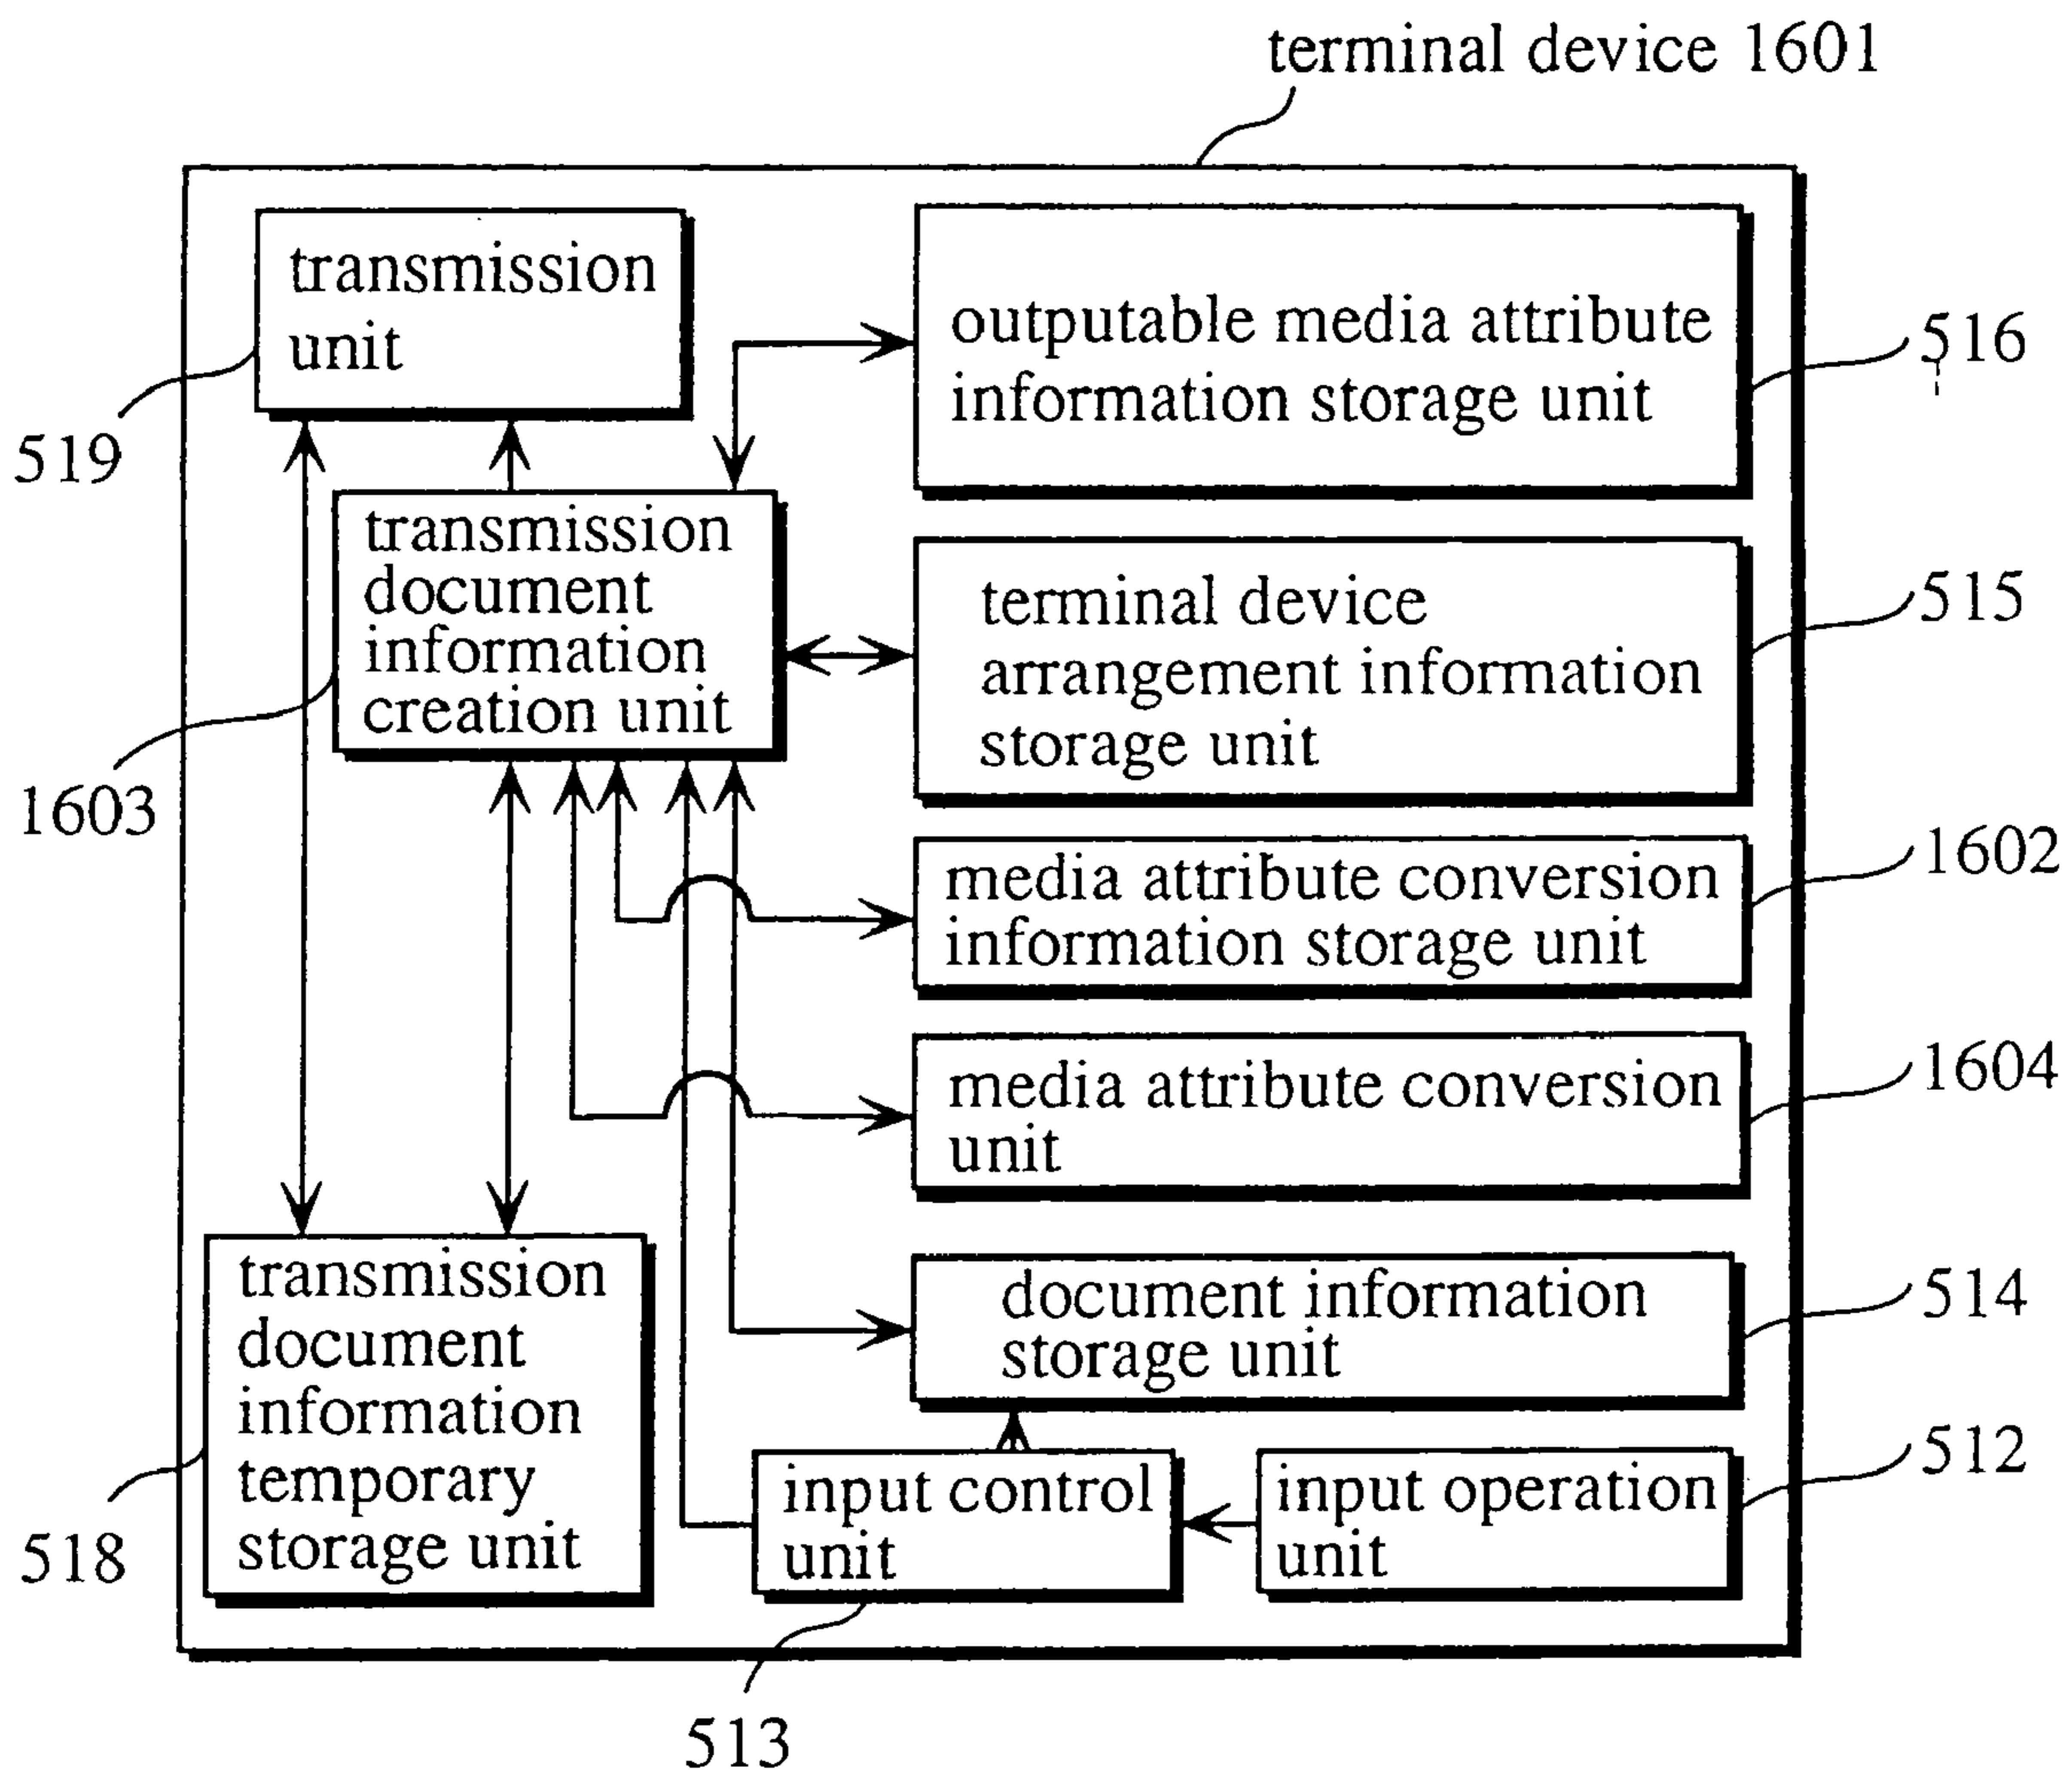 terminal device 1601
transmission
unit
519
outputable media attribute
information storage unit
516
transmission
document
information
creation unit
1603
terminal device
arrangement information
storage unit
515
media attribute conversion
information storage unit
1602
media attribute conversion
unit
1604
transmission
document
information
temporary
storage unit
518
document information
storage unit
514
input control
unit
513
input operation
unit
512